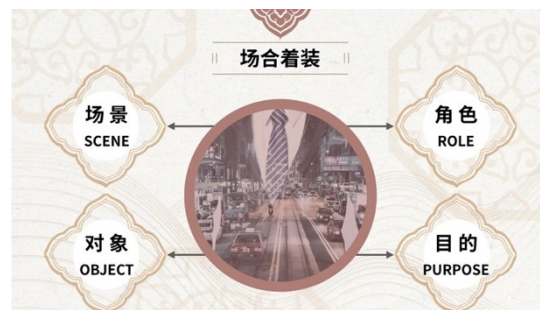 场合着装
场景
SCENE
角色
ROLE
对象
OBJECT
目的
PURPOSE